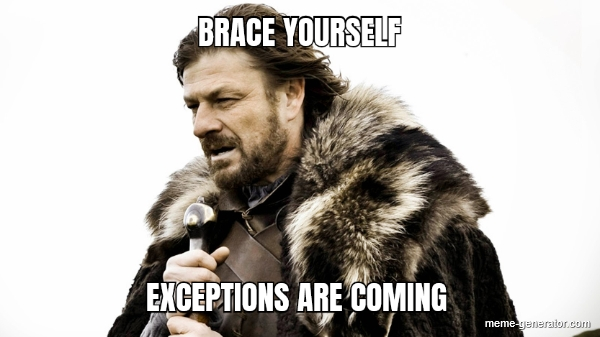 BRACE YOURSELF
EXCEPTIONS ARE COMING
meme-generator.com